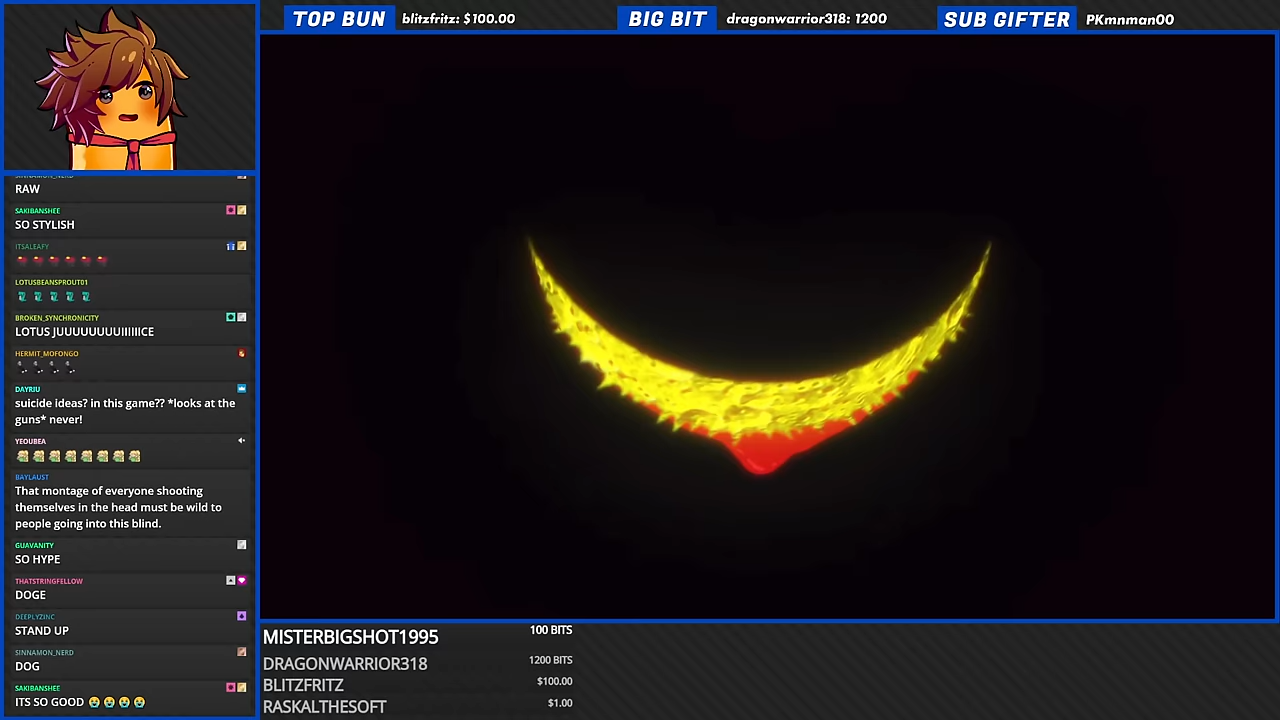 TOP BUN blitzfritz: $100.00 BIG BIT dragonwarrior318: 1200 SUB GIFTER PKmnman00
SINNAMON_NERD
RAW
SAKIBANSHEE
SO STYLISH
ITSALEAFY
LOTUSBEANSPROUT01
BROKEN_SYNCHRONICITY
LOTUS JUUUUUUUUIIIIIICE
HERMIT_MOFONGO
DAYRIU
suicide ideas? in this game?? *looks at the
guns* never!
YEOUBEA
BAYLAUST
That montage of everyone shooting
themselves in the head must be wild to
people going into this blind.
GUAVANITY
SO HYPE
THATSTRINGFELLOW
DOGE
DEEPLYZINC
STAND UP
SINNAMON_NERD
DOG
SAKIBANSHEE
ITS SO GOOD 😭😭😭😭
MISTERBIGSHOT1995 100 BITS
DRAGONWARRIOR318 1200 BITS
BLITZFRITZ $100.00
RASKALTHESOFT $1.00